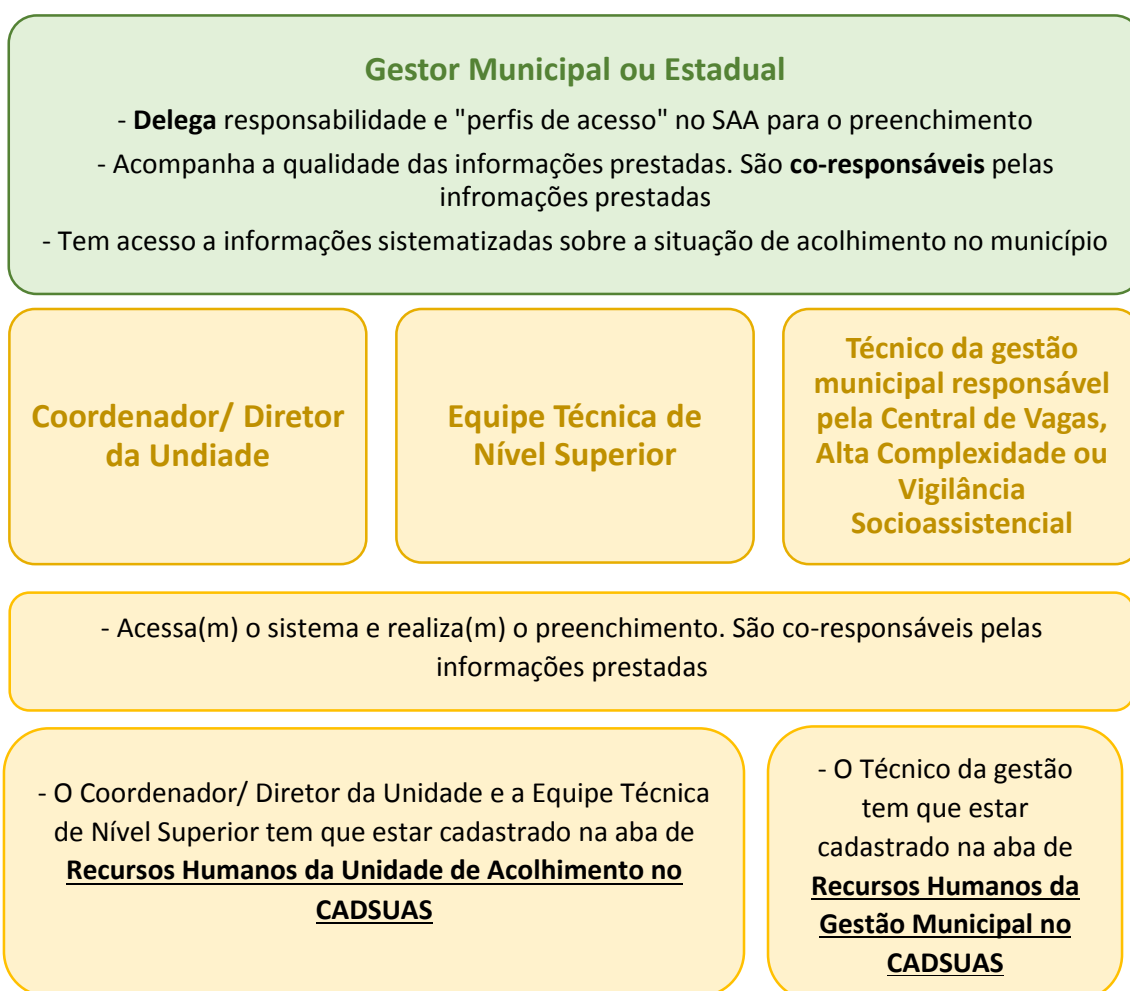 Gestor Municipal ou Estadual
- Delega responsabilidade e "perfis de acesso" no SAA para o preenchimento
- Acompanha a qualidade das informações prestadas. São co-responsáveis pelas
infromações prestadas
- Tem acesso a informações sistematizadas sobre a situação de acolhimento no município
Coordenador/ Diretor
da Undiade
Equipe Técnica de
Nível Superior
Técnico da gestão
municipal responsável
pela Central de Vagas,
Alta Complexidade ou
Vigilância
Socioassistencial
- Acessa(m) o sistema e realiza(m) o preenchimento. São co-responsáveis pelas
informações prestadas
- O Coordenador/ Diretor da Unidade e a Equipe Técnica
de Nível Superior tem que estar cadastrado na aba de
Recursos Humanos da Unidade de Acolhimento no
CADSUAS
- O Técnico da gestão
tem que estar
cadastrado na aba de
Recursos Humanos da
Gestão Municipal no
CADSUAS